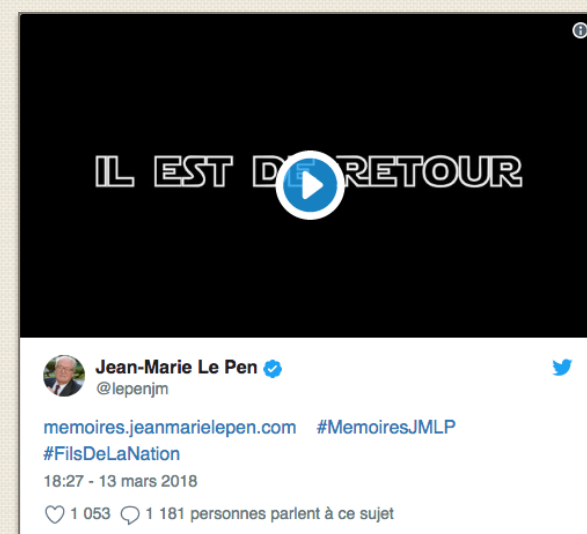 IL EST DE RETOUR
Jean-Marie Le Pen
@lepenjm
memoires.jeanmarielepen.com #MemoiresJMLP
#FilsDeLaNation
18:27 - 13 mars 2018
1 053 1 181 personnes parlent à ce sujet